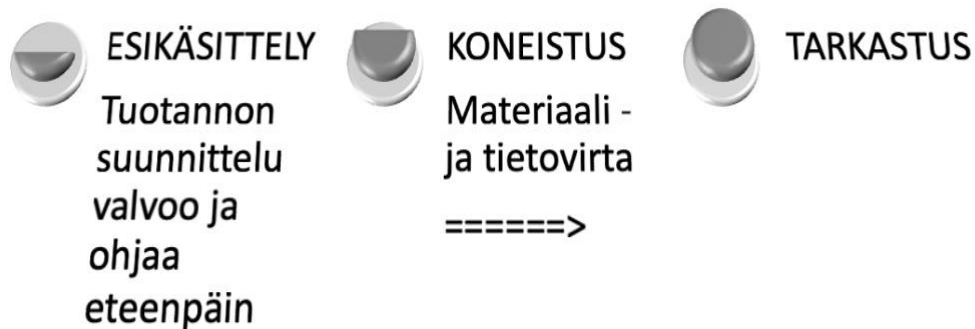 ESIKÄSITTELY
Tuotannon
suunnittelu
valvoo ja
ohjaa
eteenpäin
KONEISTUS
Materiaali -
ja tietovirta
======>
TARKASTUS